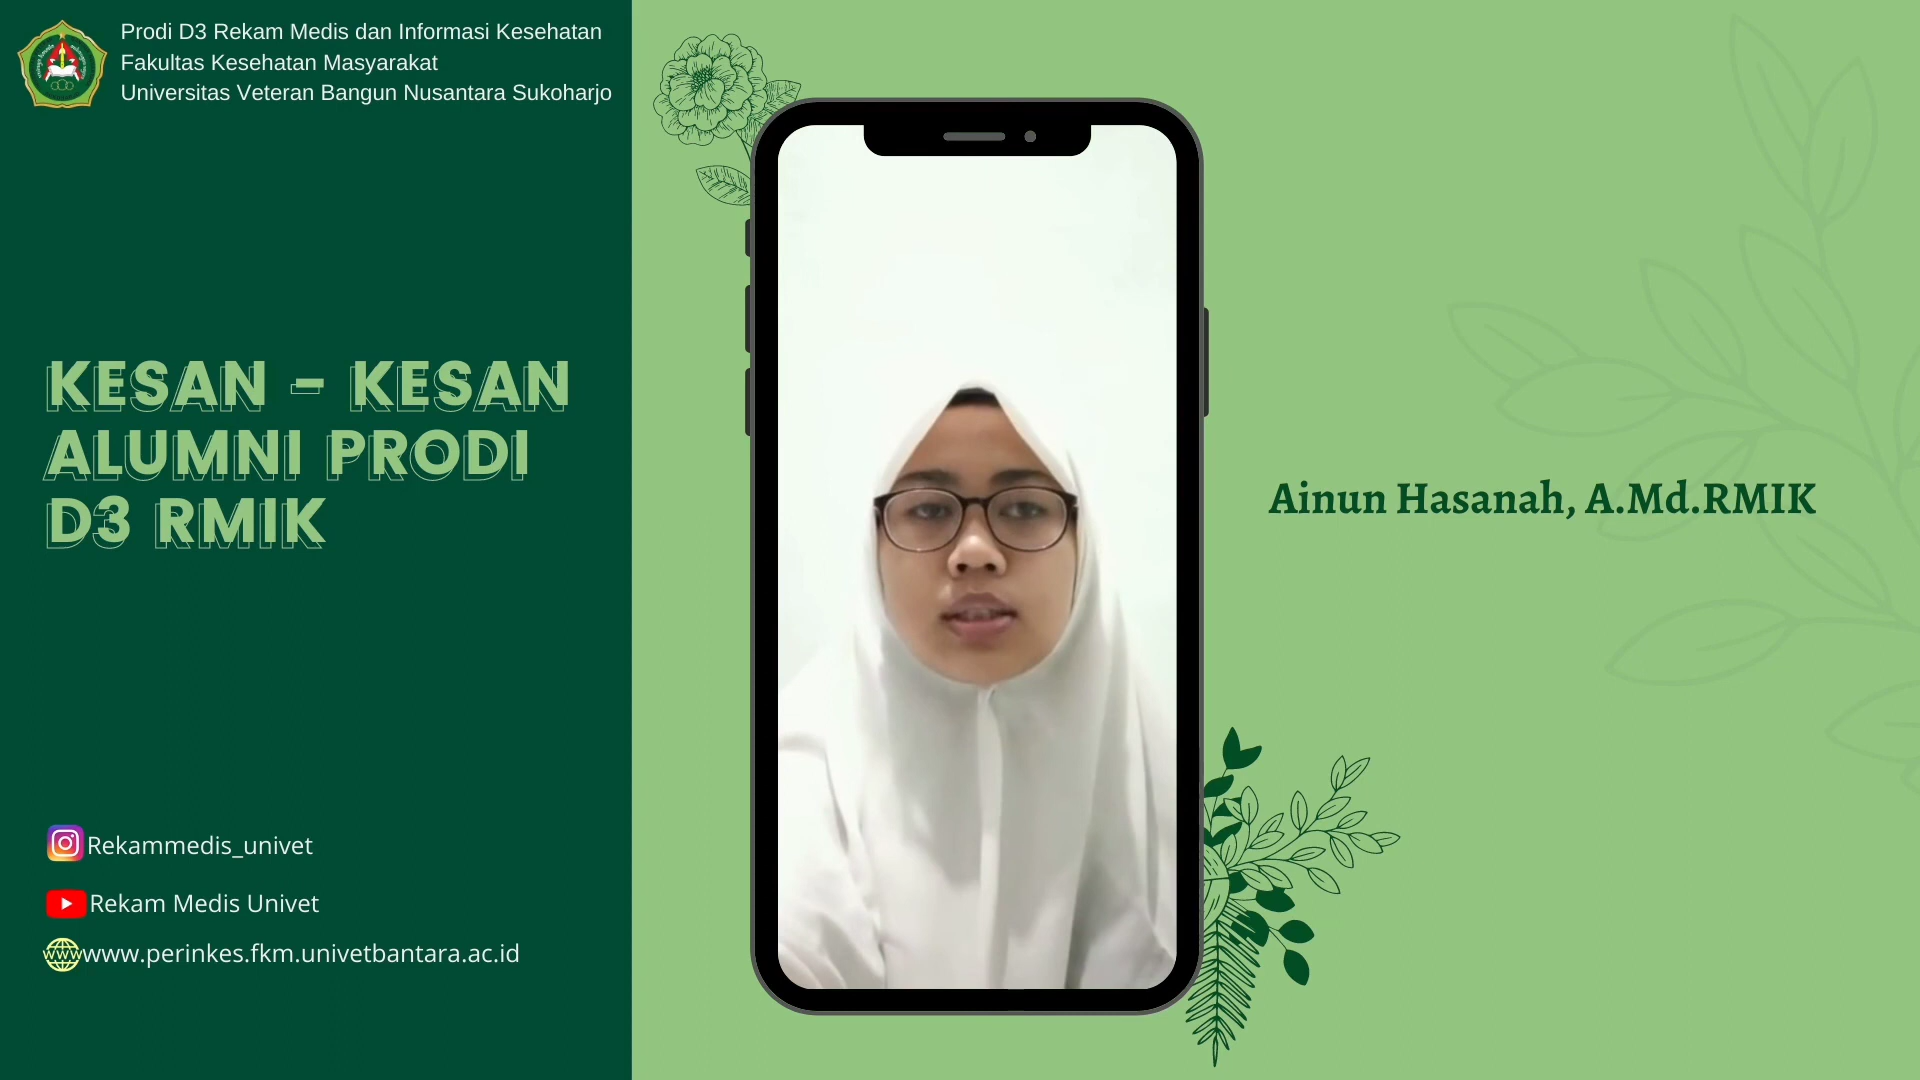 Prodi D3 Rekam Medis dan Informasi Kesehatan
Fakultas Kesehatan Masyarakat
Universitas Veteran Bangun Nusantara Sukoharjo
KESAN - KESAN
ALUMNI PRODI
D3 RMIK
Ainun Hasanah, A.Md.RMIK
Rekammedis_univet
Rekam Medis Univet
www
www.perinkes.fkm.univetbantara.ac.id